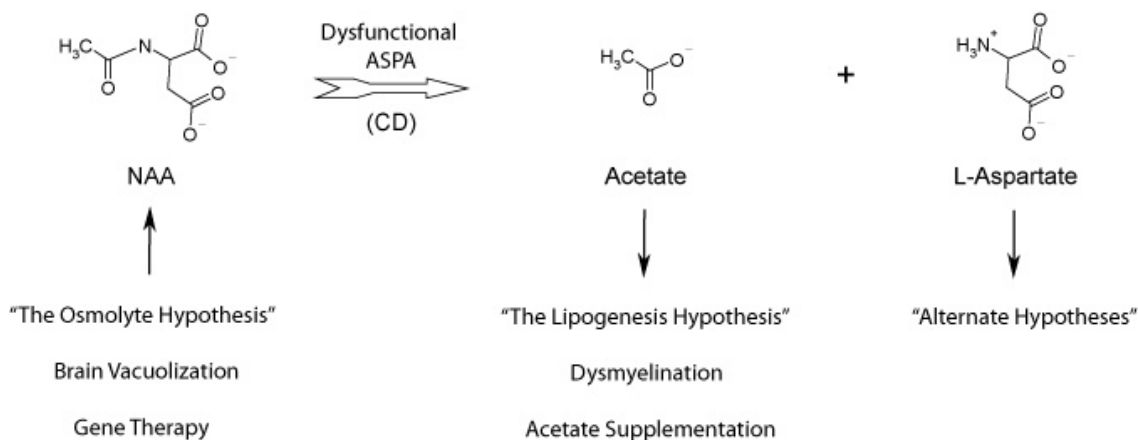 H₃C
N
O
O
O⁻
O
O⁻
Dysfunctional
ASPA
(CD)
H₃C
O⁻
O
+
H₃N⁺
O
O⁻
O
O⁻
NAA
Acetate
L-Aspartate
"The Osmolyte Hypothesis"
"The Lipogenesis Hypothesis"
"Alternate Hypotheses"
Brain Vacuolization
Dysmyelination
Gene Therapy
Acetate Supplementation